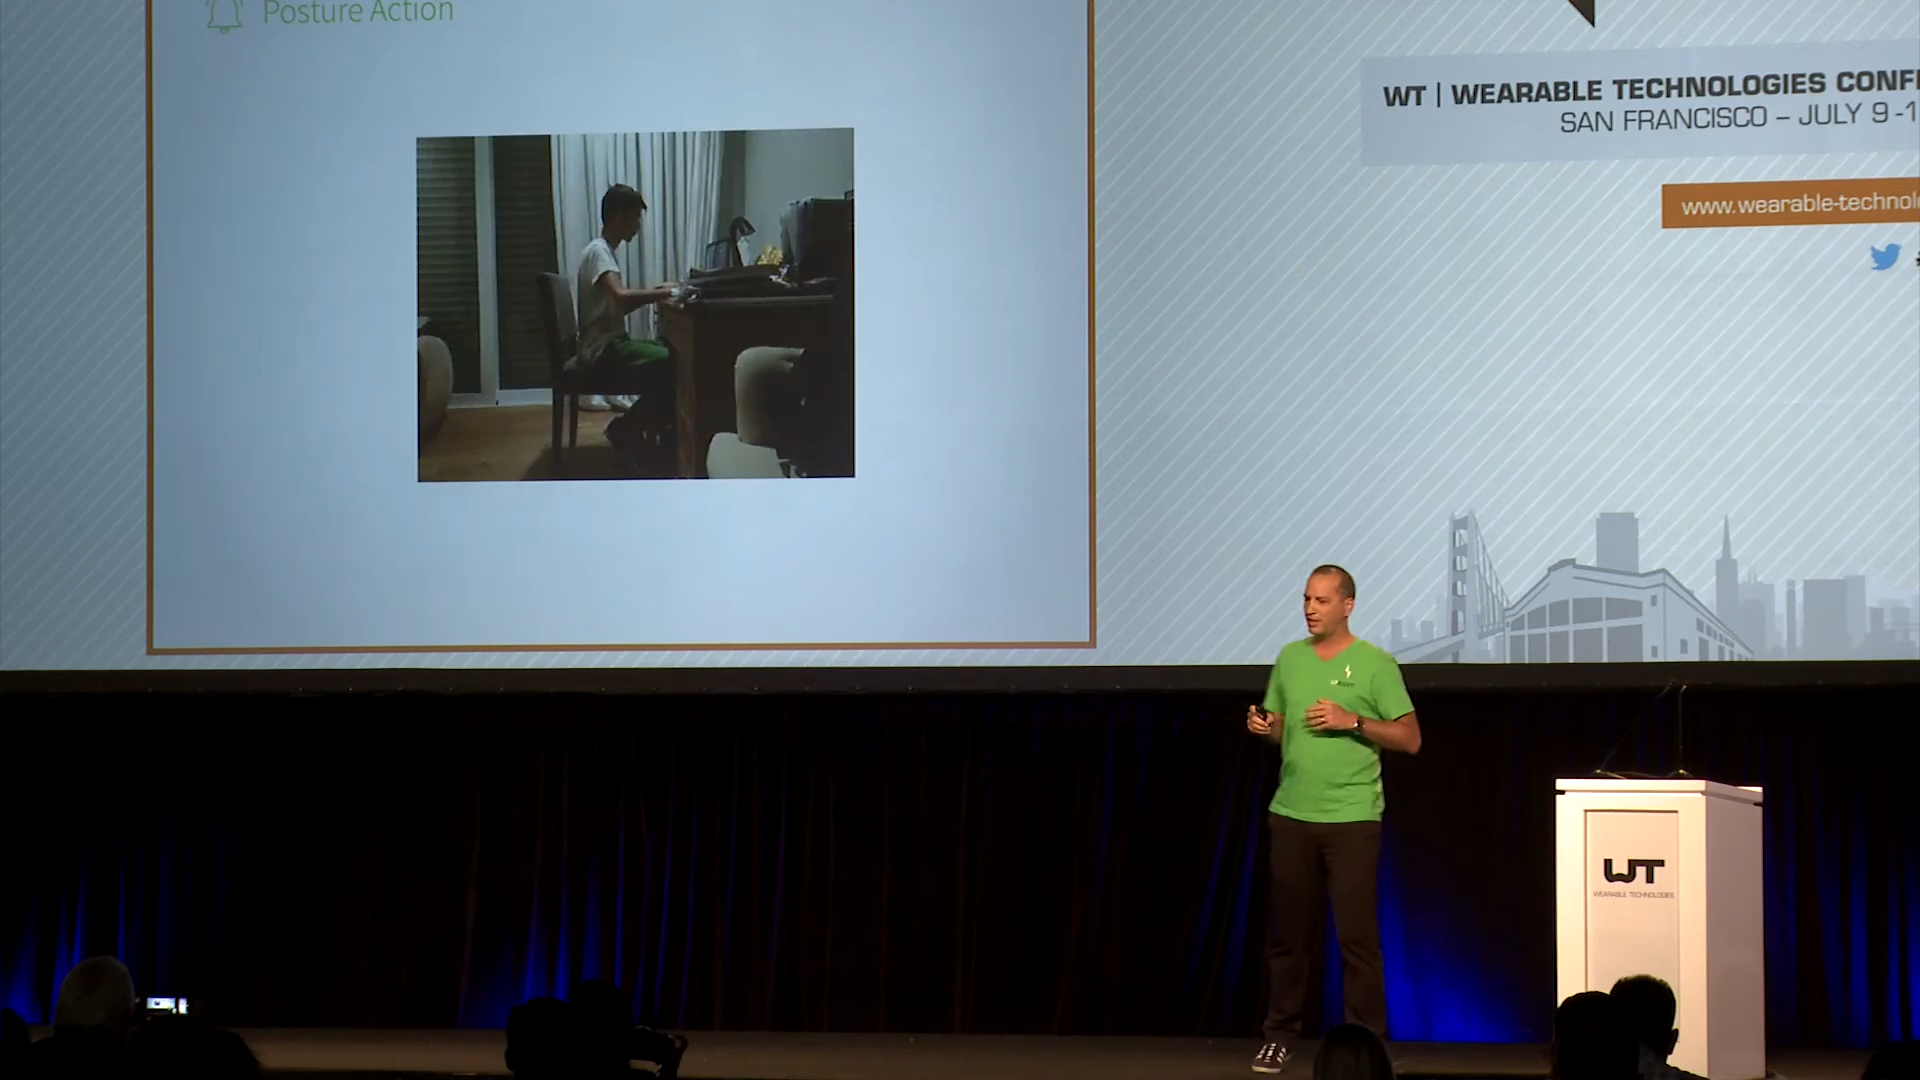 Posture Action
WT | WEARABLE TECHNOLOGIES CONF
SAN FRANCISCO – JULY 9 -1
www.wearable-technol
WT
WEARABLE TECHNOLOGIES